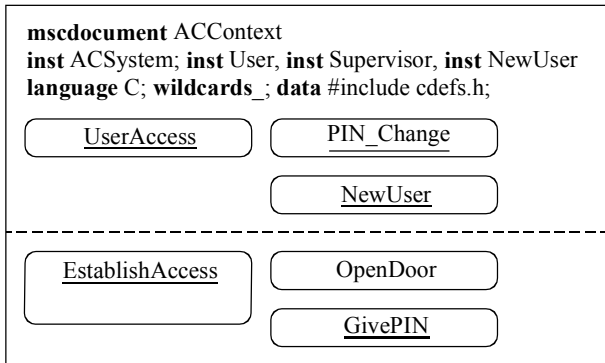 mscdocument ACContext
inst ACSystem; inst User, inst Supervisor, inst NewUser
language C; wildcards_; data #include cdefs.h;
UserAccess
PIN_Change
NewUser
EstablishAccess
OpenDoor
GivePIN